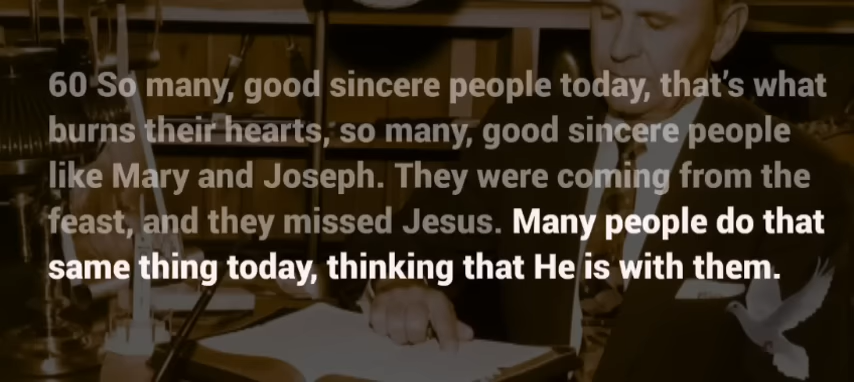 60 So many, good sincere people today, that's what
burns their hearts, so many, good sincere people
like Mary and Joseph. They were coming from the
feast, and they missed Jesus. Many people do that
same thing today, thinking that He is with them.